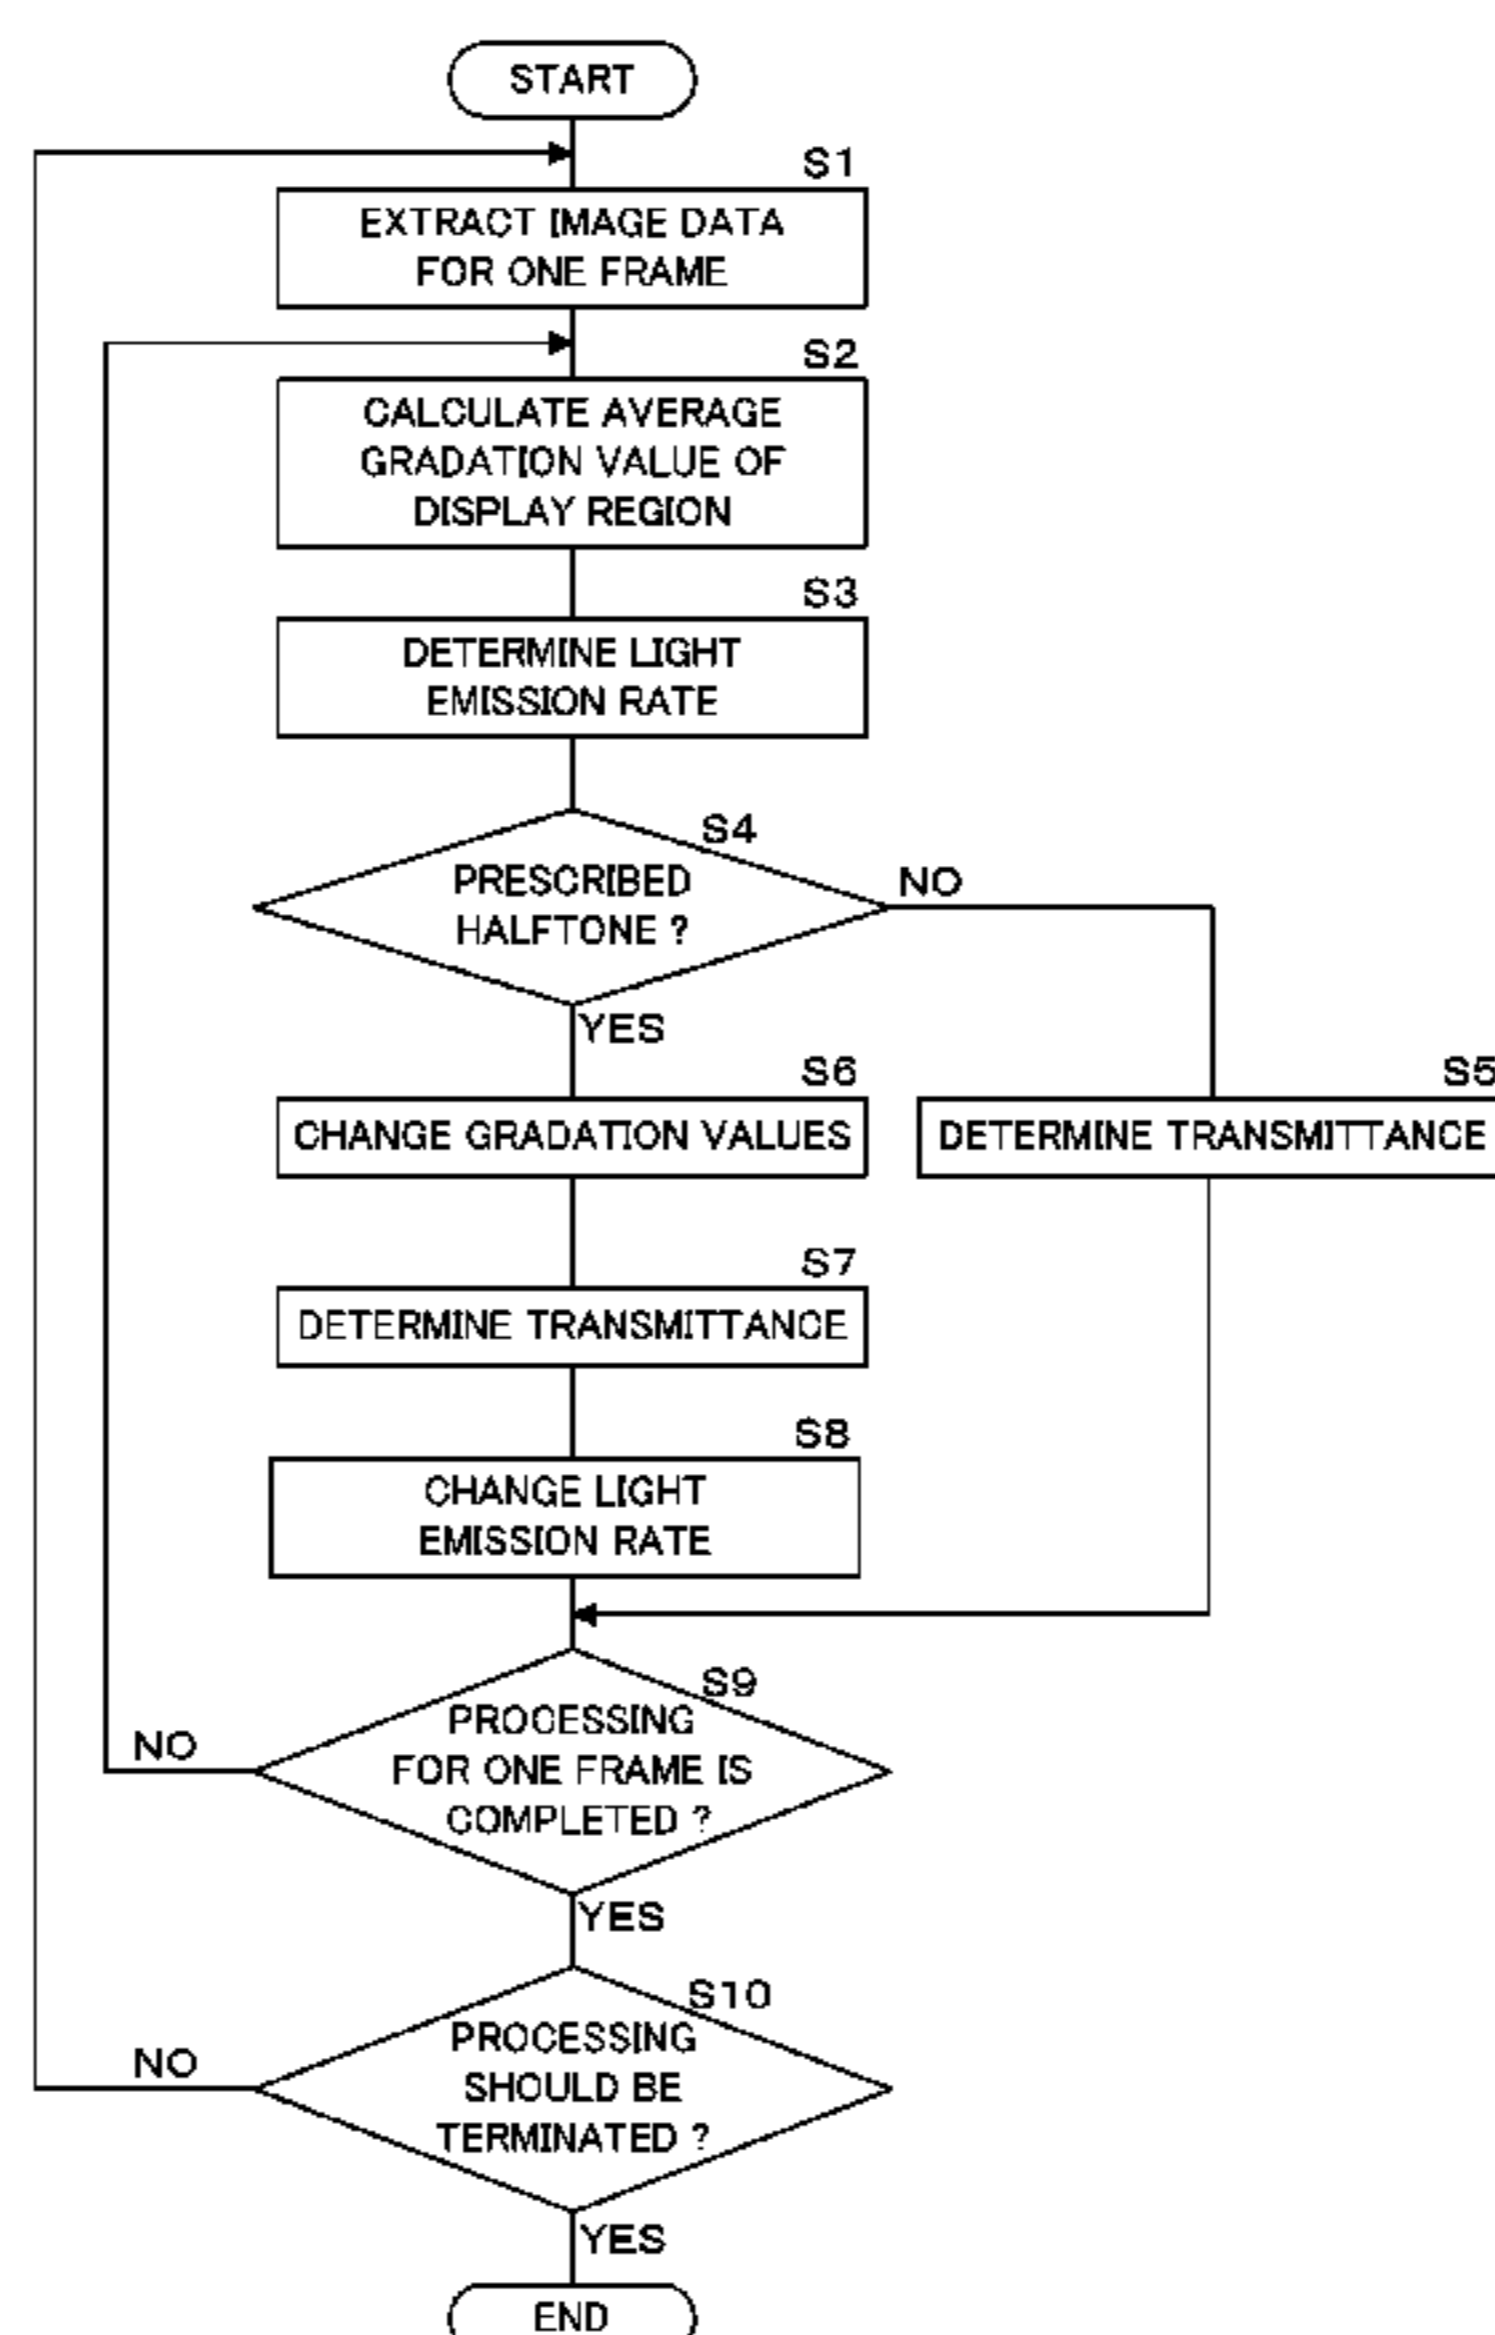 START
S1
EXTRACT IMAGE DATA
FOR ONE FRAME
S2
CALCULATE AVERAGE
GRADATION VALUE OF
DISPLAY REGION
S3
DETERMINE LIGHT
EMISSION RATE
S4
PRESCRIBED
HALFTONE ?
NO
YES
S6
CHANGE GRADATION VALUES
S5
DETERMINE TRANSMITTANCE
S7
DETERMINE TRANSMITTANCE
S8
CHANGE LIGHT
EMISSION RATE
S9
PROCESSING
FOR ONE FRAME IS
COMPLETED ?
NO
YES
S10
PROCESSING
SHOULD BE
TERMINATED ?
NO
YES
END